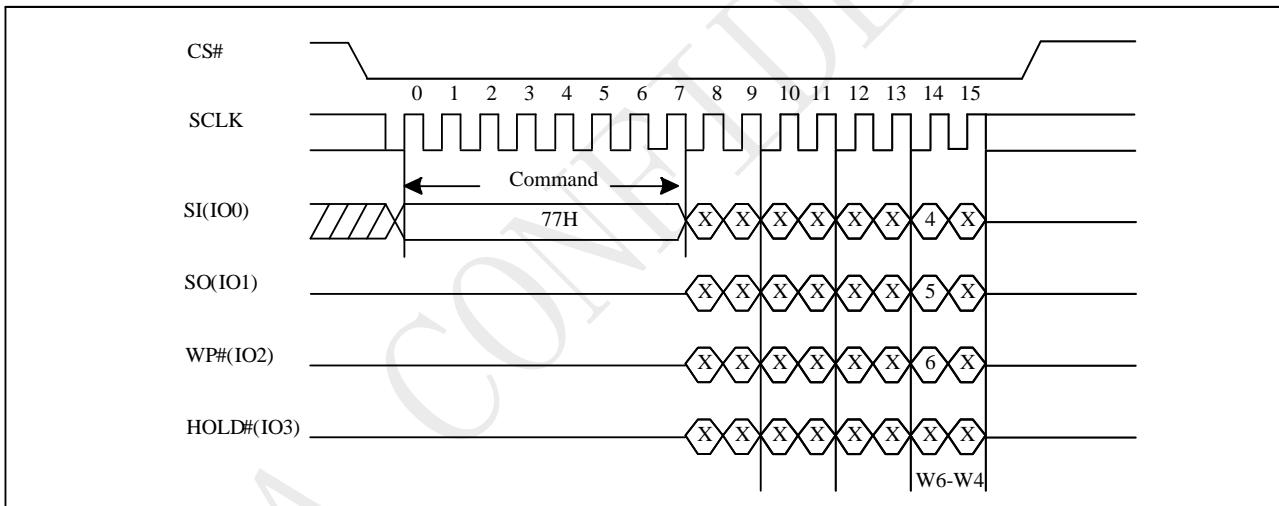 CS#
0 1 2 3 4 5 6 7 8 9 10 11 12 13 14 15
SCLK
Command
SI(IO0) 77H X X X X X X 4 X
SO(IO1) X X X X X X 5 X
WP#(IO2) X X X X X X 6 X
HOLD#(IO3) X X X X X X X X
W6-W4